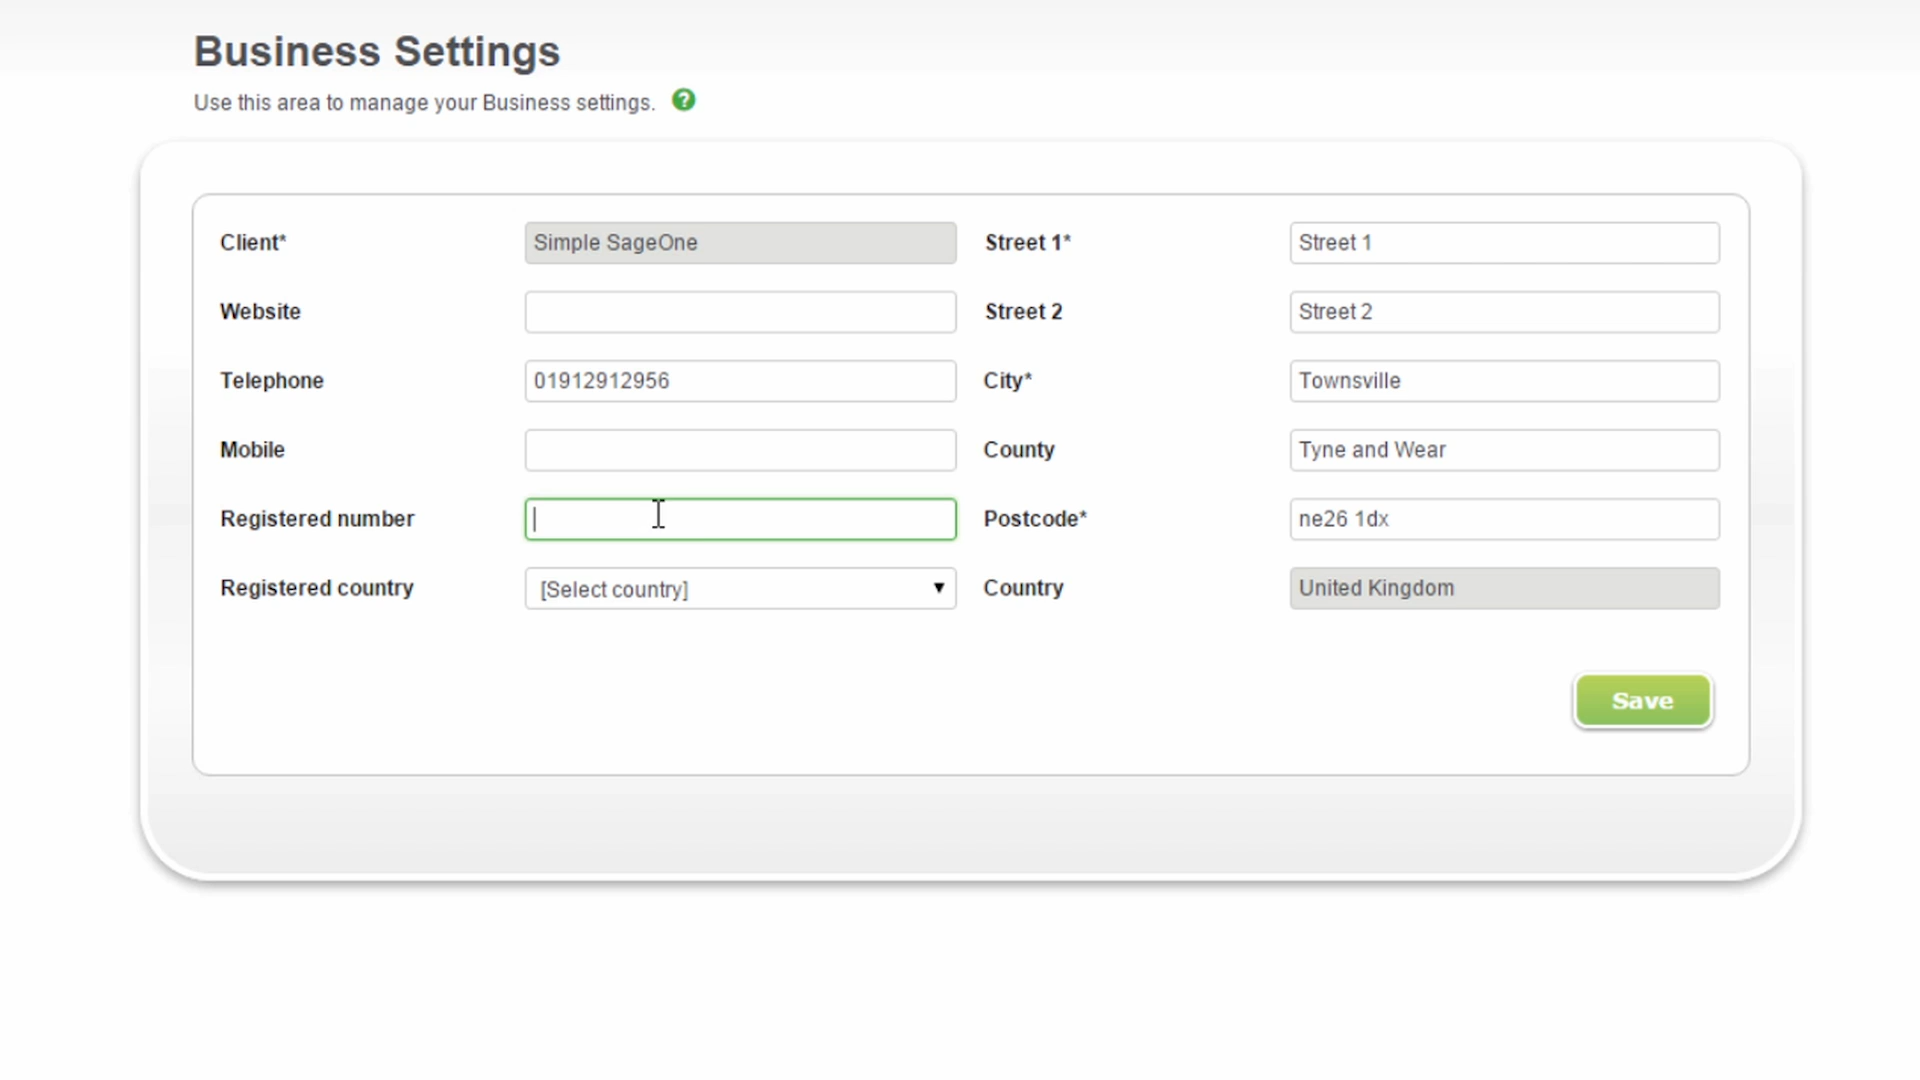 Business Settings
Use this area to manage your Business settings. ?
Client* Simple SageOne Street 1* Street 1
Website Street 2 Street 2
Telephone 01912912956 City* Townsville
Mobile County Tyne and Wear
Registered number Postcode* ne26 1dx
Registered country [Select country] Country United Kingdom
Save